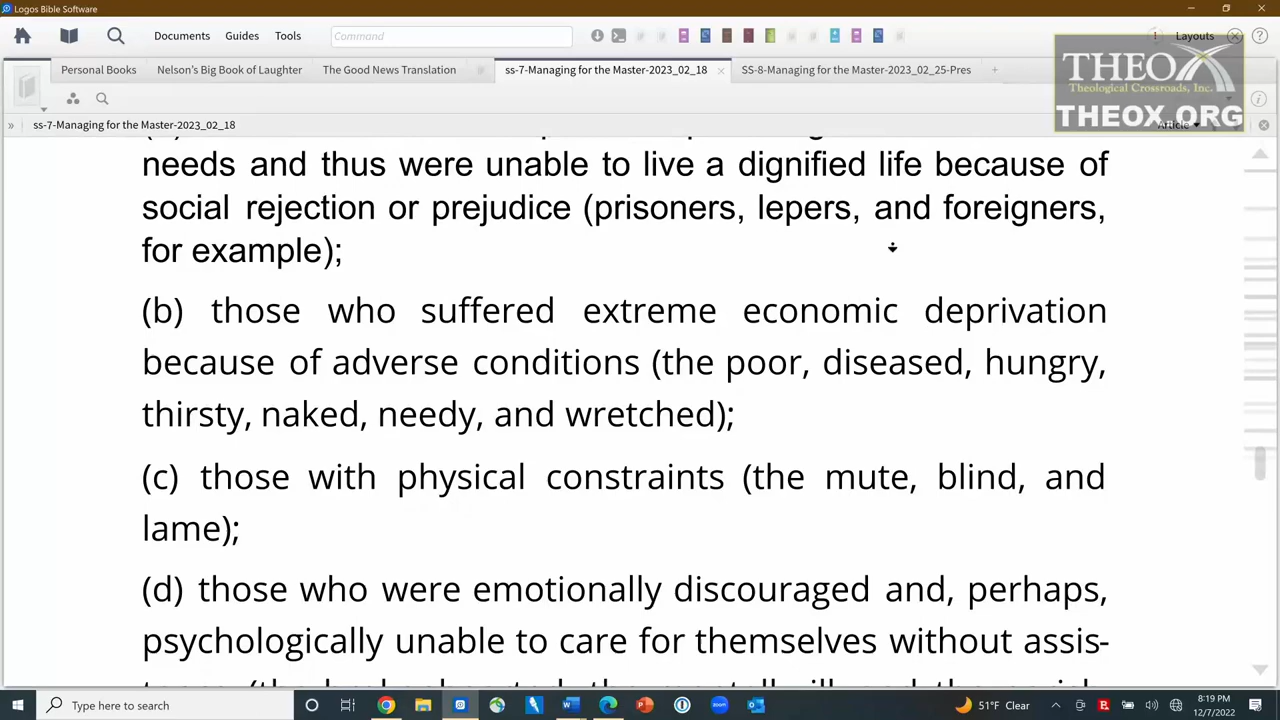 Logos Bible Software
Documents Guides Tools Command Layouts
Personal Books Nelson's Big Book of Laughter The Good News Translation ss-7-Managing for the Master-2023_02_18 SS-8-Managing for the Master-2023_02_25-Pres
THEOX
Theological Crossroads, Inc.
THEOX.ORG
ss-7-Managing for the Master-2023_02_18 Article
needs and thus were unable to live a dignified life because of
social rejection or prejudice (prisoners, lepers, and foreigners,
for example);
(b) those who suffered extreme economic deprivation
because of adverse conditions (the poor, diseased, hungry,
thirsty, naked, needy, and wretched);
(c) those with physical constraints (the mute, blind, and
lame);
(d) those who were emotionally discouraged and, perhaps,
psychologically unable to care for themselves without assis-
Type here to search 51°F Clear 8:19 PM
12/7/2022